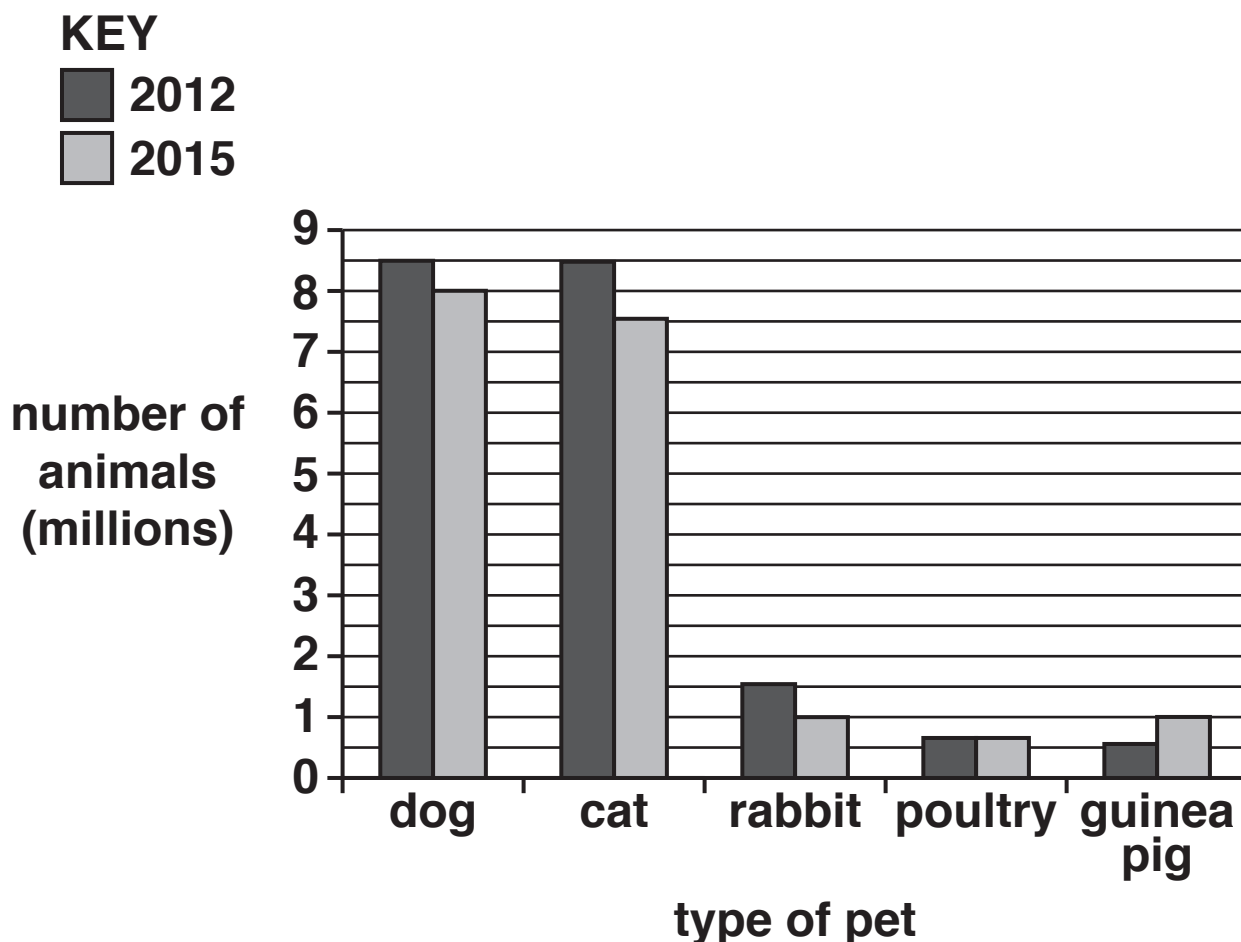 KEY
2012
2015
9
8
7
6
5
4
3
2
1
0
number of
animals
(millions)
dog cat rabbit poultry guinea
pig
type of pet